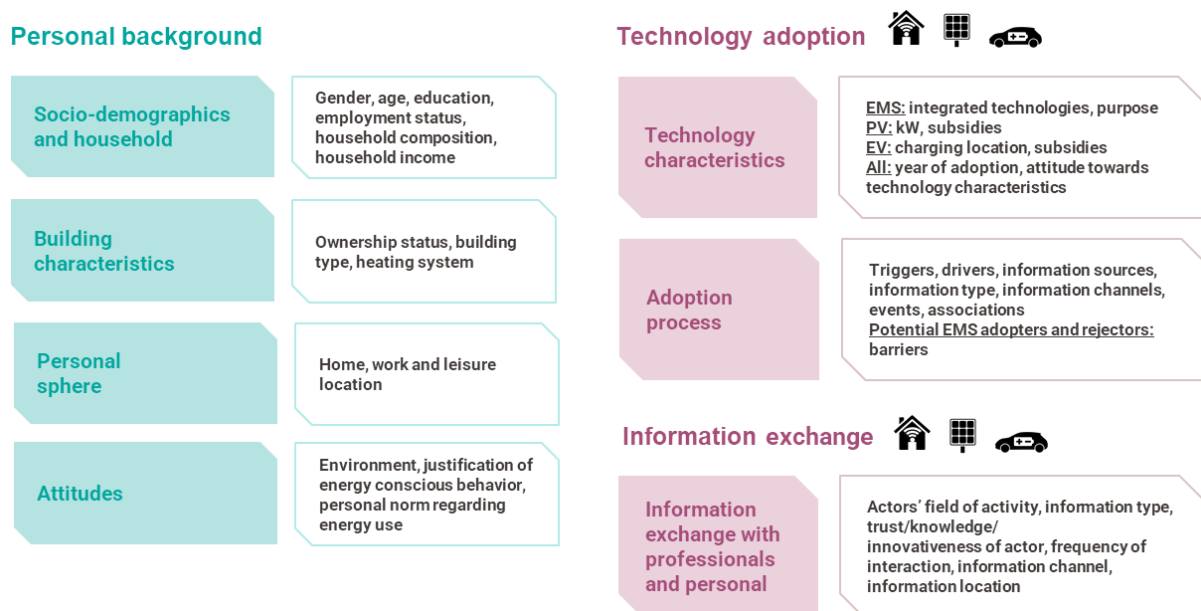 Personal background
Socio-demographics
and household
Gender, age, education,
employment status,
household composition,
household income
Building
characteristics
Ownership status, building
type, heating system
Personal
sphere
Home, work and leisure
location
Attitudes
Environment, justification of
energy conscious behavior,
personal norm regarding
energy use
Technology adoption
Technology
characteristics
EMS: integrated technologies, purpose
PV: kW, subsidies
EV: charging location, subsidies
All: year of adoption, attitude towards
technology characteristics
Adoption
process
Triggers, drivers, information sources,
information type, information channels,
events, associations
Potential EMS adopters and rejectors:
barriers
Information exchange
Information
exchange with
professionals
and personal
Actors’ field of activity, information type,
trust/knowledge/
innovativeness of actor, frequency of
interaction, information channel,
information location